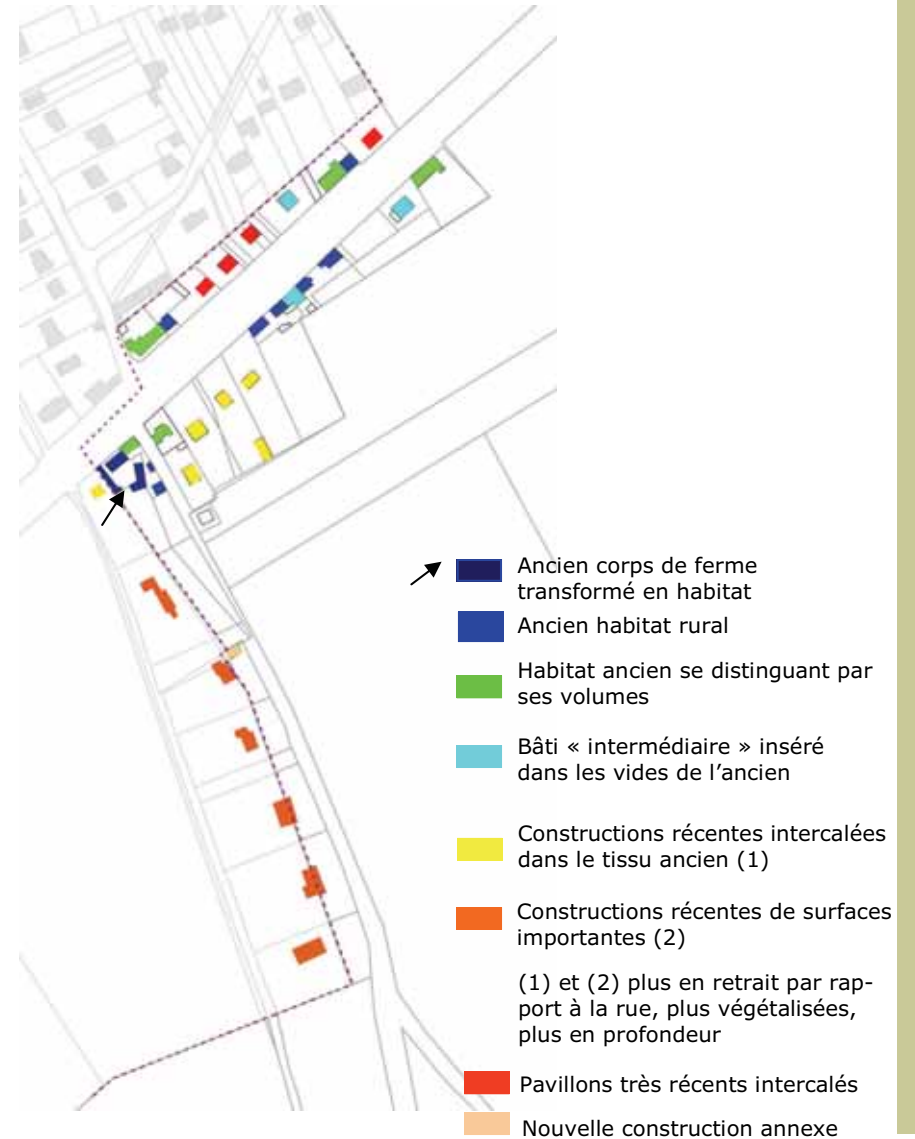 Ancien corps de ferme
transformé en habitat
Ancien habitat rural
Habitat ancien se distinguant par
ses volumes
Bâti « intermédiaire » inséré
dans les vides de l'ancien
Constructions récentes intercalées
dans le tissu ancien (1)
Constructions récentes de surfaces
importantes (2)
(1) et (2) plus en retrait par rap-
port à la rue, plus végétalisées,
plus en profondeur
Pavillons très récents intercalés
Nouvelle construction annexe